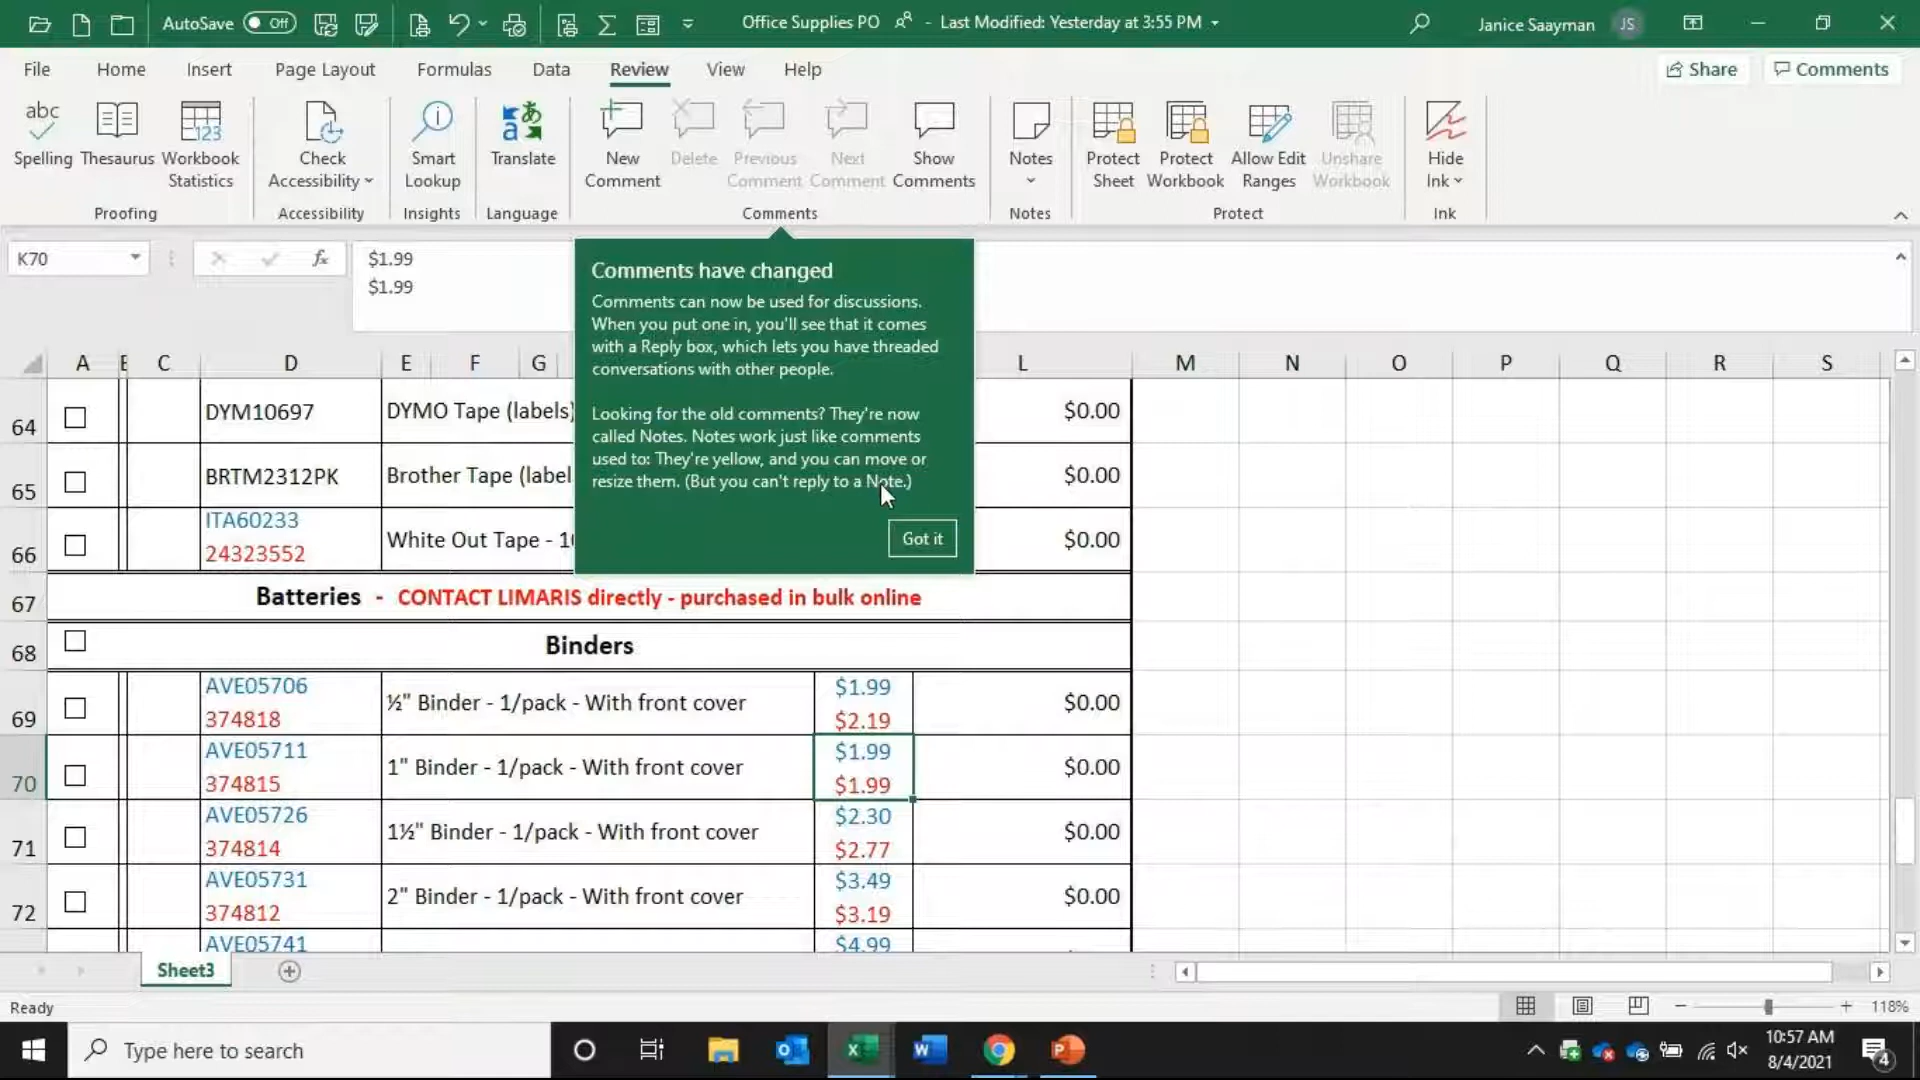 AutoSave Off Office Supplies PO - Last Modified: Yesterday at 3:55 PM Janice Saayman JS
File Home Insert Page Layout Formulas Data Review View Help Share Comments
abc
123
Spelling Thesaurus Workbook Statistics
Check Accessibility
Smart Lookup
Translate
New Comment Delete Previous Comment Next Comment Show Comments
Notes
Protect Sheet Protect Workbook Allow Edit Ranges Unshare Workbook
Hide Ink
Proofing Accessibility Insights Language Comments Notes Protect Ink
K70 fx $1.99
$1.99
Comments have changed
Comments can now be used for discussions.
When you put one in, you'll see that it comes
with a Reply box, which lets you have threaded
conversations with other people.
Looking for the old comments? They're now
called Notes. Notes work just like comments
used to: They're yellow, and you can move or
resize them. (But you can't reply to a Note.)
Got it
A C D E F G L M N O P Q R S
64 DYM10697 DYMO Tape (labels) $0.00
65 BRTM2312PK Brother Tape (label $0.00
66 ITA60233
24323552 White Out Tape - $0.00
67 Batteries - CONTACT LIMARIS directly - purchased in bulk online
68 Binders
69 AVE05706
374818 ½" Binder - 1/pack - With front cover $1.99
$2.19 $0.00
70 AVE05711
374815 1" Binder - 1/pack - With front cover $1.99
$1.99 $0.00
71 AVE05726
374814 1½" Binder - 1/pack - With front cover $2.30
$2.77 $0.00
72 AVE05731
374812 2" Binder - 1/pack - With front cover $3.49
$3.19 $0.00
AVE05741 $4.99
Sheet3
Ready 118%
Type here to search 10:57 AM
8/4/2021 4